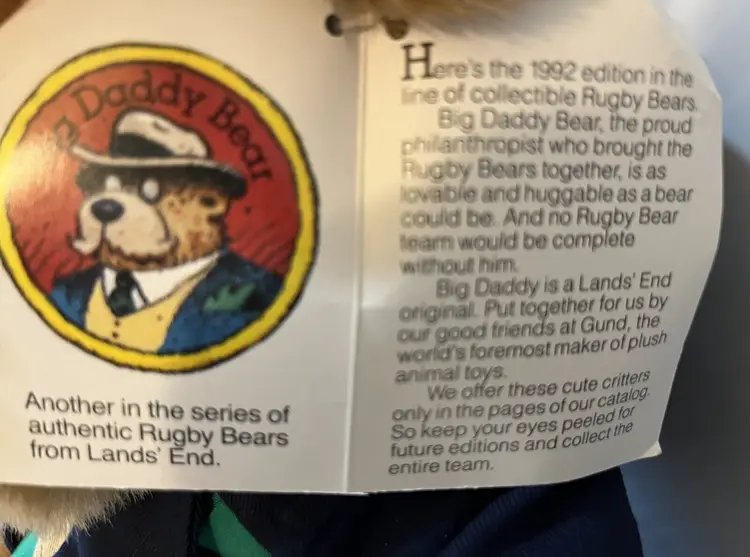 Big Daddy Bear
Another in the series of
authentic Rugby Bears
from Lands' End.
Here's the 1992 edition in the
line of collectible Rugby Bears.
Big Daddy Bear, the proud
philanthropist who brought the
Rugby Bears together, is as
lovable and huggable as a bear
could be. And no Rugby Bear
team would be complete
without him.
Big Daddy is a Lands' End
original. Put together for us by
our good friends at Gund, the
world's foremost maker of plush
animal toys.
We offer these cute critters
only in the pages of our catalog.
So keep your eyes peeled for
future editions and collect the
entire team.